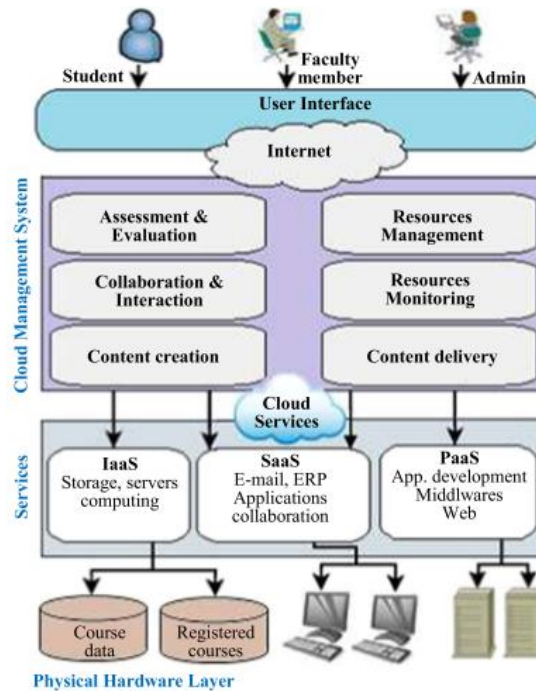 Student
Faculty
member
Admin
User Interface
Internet
Cloud Management System
Assessment &
Evaluation
Resources
Management
Collaboration &
Interaction
Resources
Monitoring
Content creation
Content delivery
Cloud
Services
Services
IaaS
Storage, servers
computing
SaaS
E-mail, ERP
Applications
collaboration
PaaS
App. development
Middlwares
Web
Course
data
Registered
courses
Physical Hardware Layer